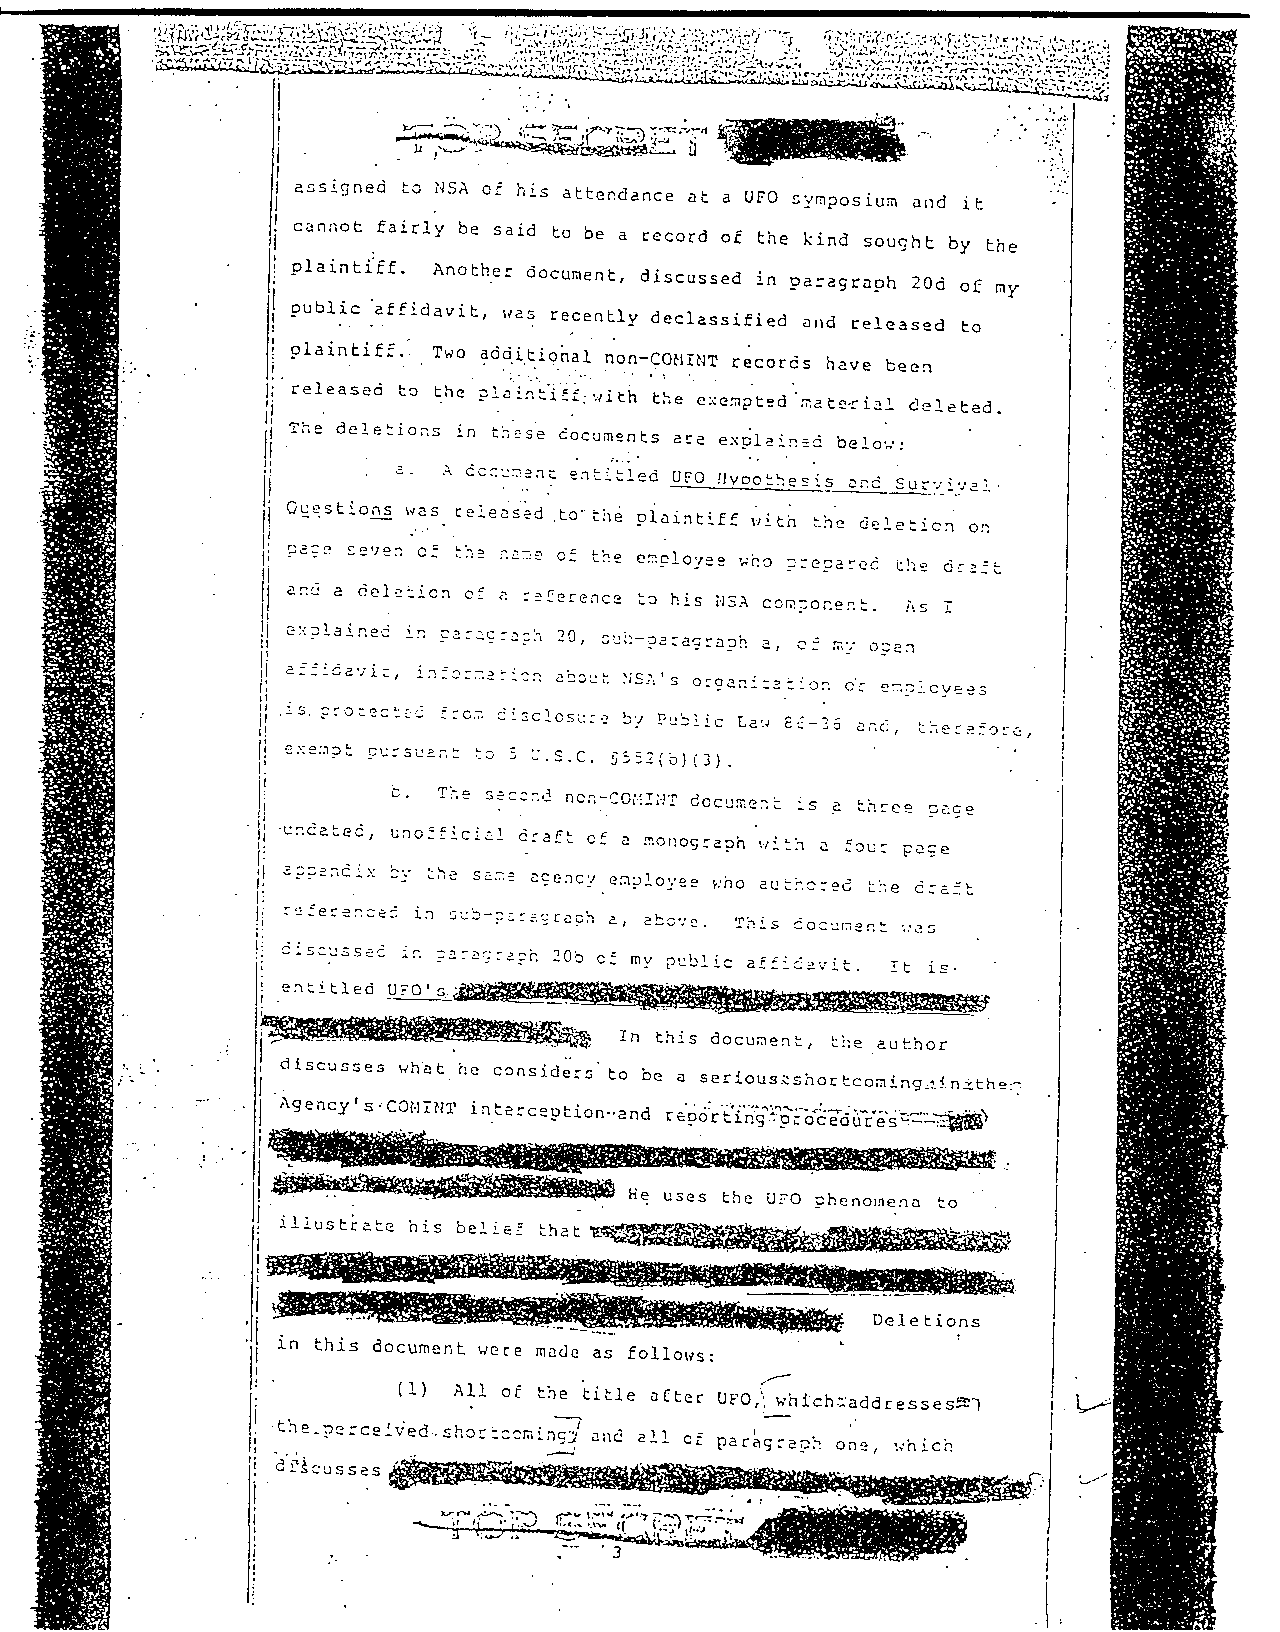 TOP SECRET
assigned to NSA of his attendance at a UFO symposium and it
cannot fairly be said to be a record of the kind sought by the
plaintiff. Another document, discussed in paragraph 20d of my
public affidavit, was recently declassified and released to
plaintiff. Two additional non-COMINT records have been
released to the plaintiff with the exempted material deleted.
The deletions in these documents are explained below:
a. A document entitled UFO Hypothesis and Survival
Questions was released to the plaintiff with the deletion on
page seven of the name of the employee who prepared the draft
and a deletion of a reference to his NSA component. As I
explained in paragraph 20, sub-paragraph a, of my open
affidavit, information about NSA's organization or employees
is protected from disclosure by Public Law 86-36 and, therefore,
exempt pursuant to 5 U.S.C. §552(b)(3).
b. The second non-COMINT document is a three page
undated, unofficial draft of a monograph with a four page
appendix by the same agency employee who authored the draft
referenced in sub-paragraph a, above. This document was
discussed in paragraph 20b of my public affidavit. It is
entitled UFO's
In this document, the author
discusses what he considers to be a serious shortcoming in the
Agency's COMINT interception and reporting procedures --
He uses the UFO phenomena to
illustrate his belief that
Deletions
in this document were made as follows:
(1) All of the title after UFO, which addresses
the perceived shortcoming, and all of paragraph one, which
discusses
TOP SECRET
3